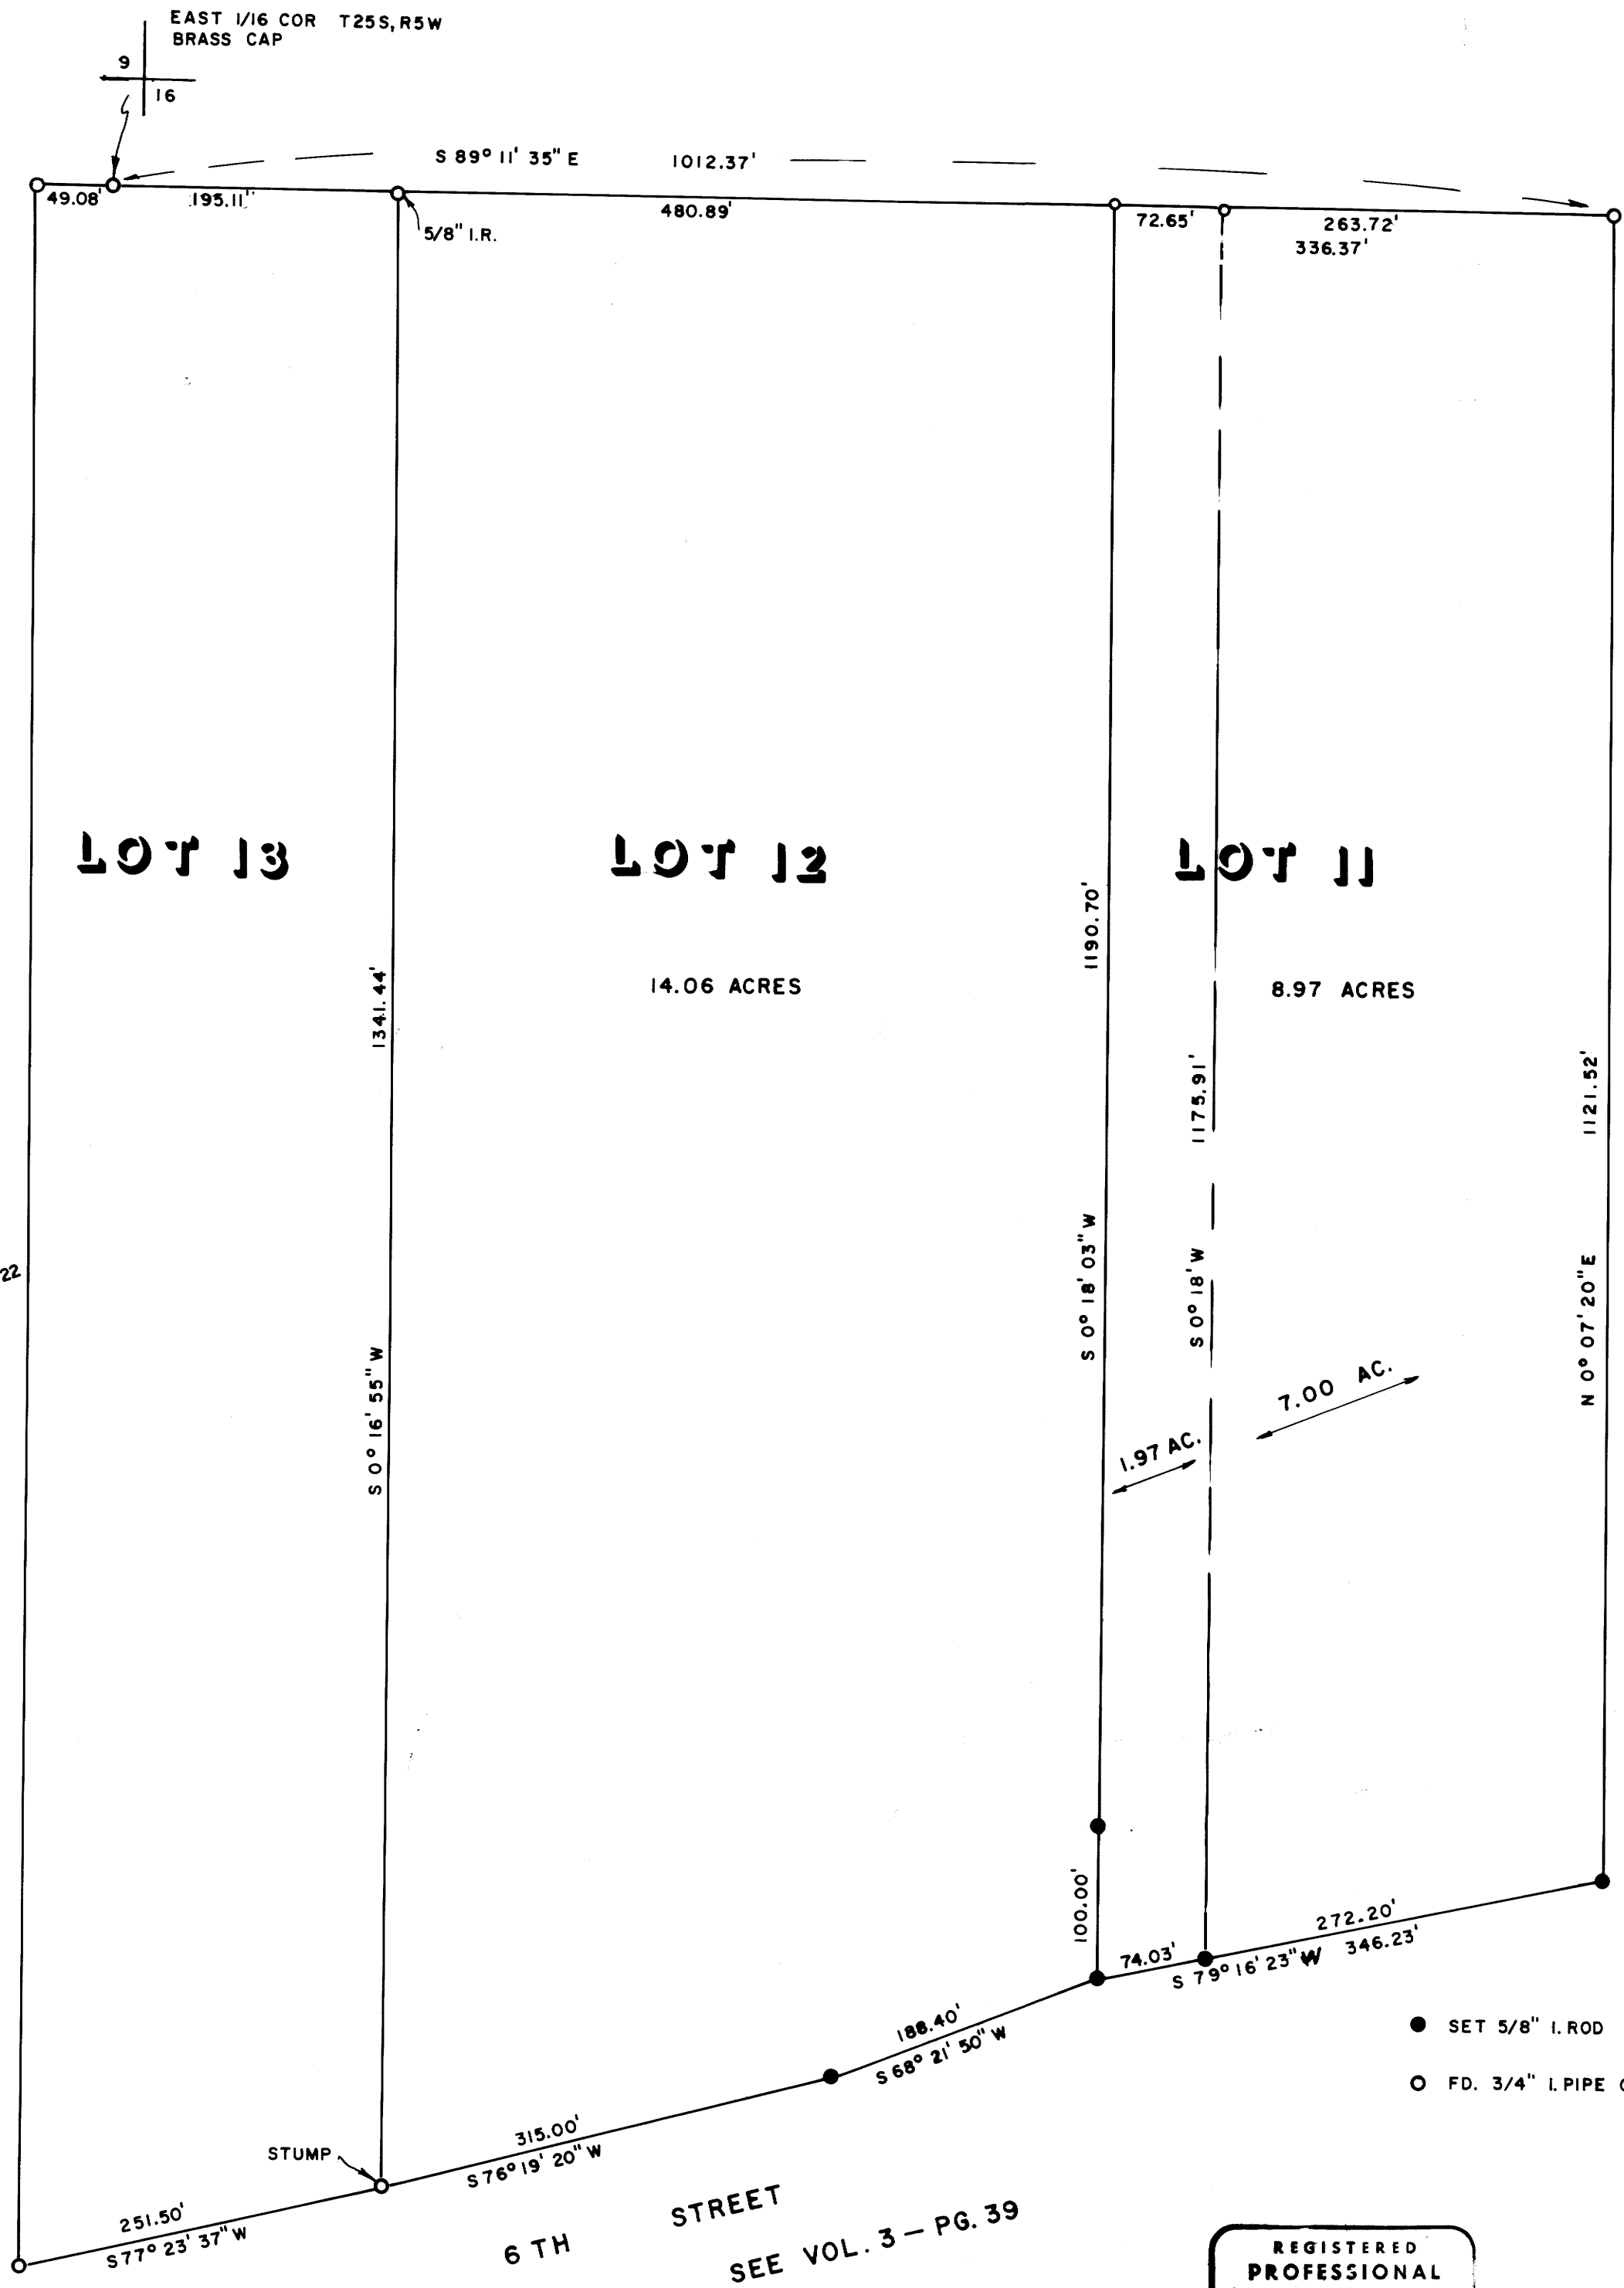 EAST 1/16 COR T25S, R5W
BRASS CAP
9
16
S 89° 11' 35" E 1012.37'
49.08'
195.11'
480.89'
72.65'
263.72'
336.37'
5/8" I.R.
LOT 13
LOT 12
LOT 11
14.06 ACRES
8.97 ACRES
1341.44'
S 0° 16' 55" W
1190.70'
S 0° 18' 03" W
1175.91'
S 0° 18' W
1121.52'
N 0° 07' 20" E
22
7.00 AC.
1.97 AC.
100.00'
74.03'
272.20'
S 79° 16' 23" W 346.23'
188.40'
S 68° 21' 50" W
315.00'
S 76° 19' 20" W
STUMP
251.50'
S 77° 23' 37" W
6 TH STREET
SEE VOL. 3 – PG. 39
SET 5/8" I. ROD
FD. 3/4" I. PIPE
REGISTERED
PROFESSIONAL